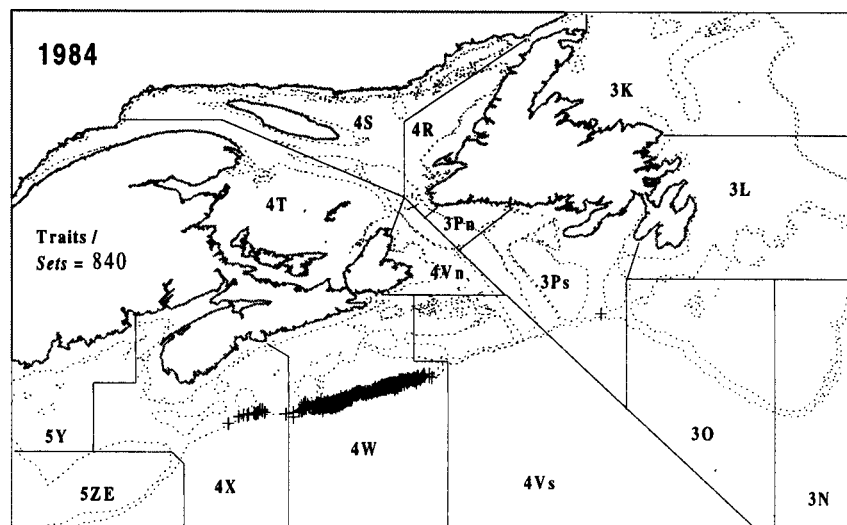 1984
3K
4S
4R
3L
4T
3Pn
Traits /
Sets = 840
4Vn
3Ps
5Y
4W
3O
5ZE
4X
4Vs
3N